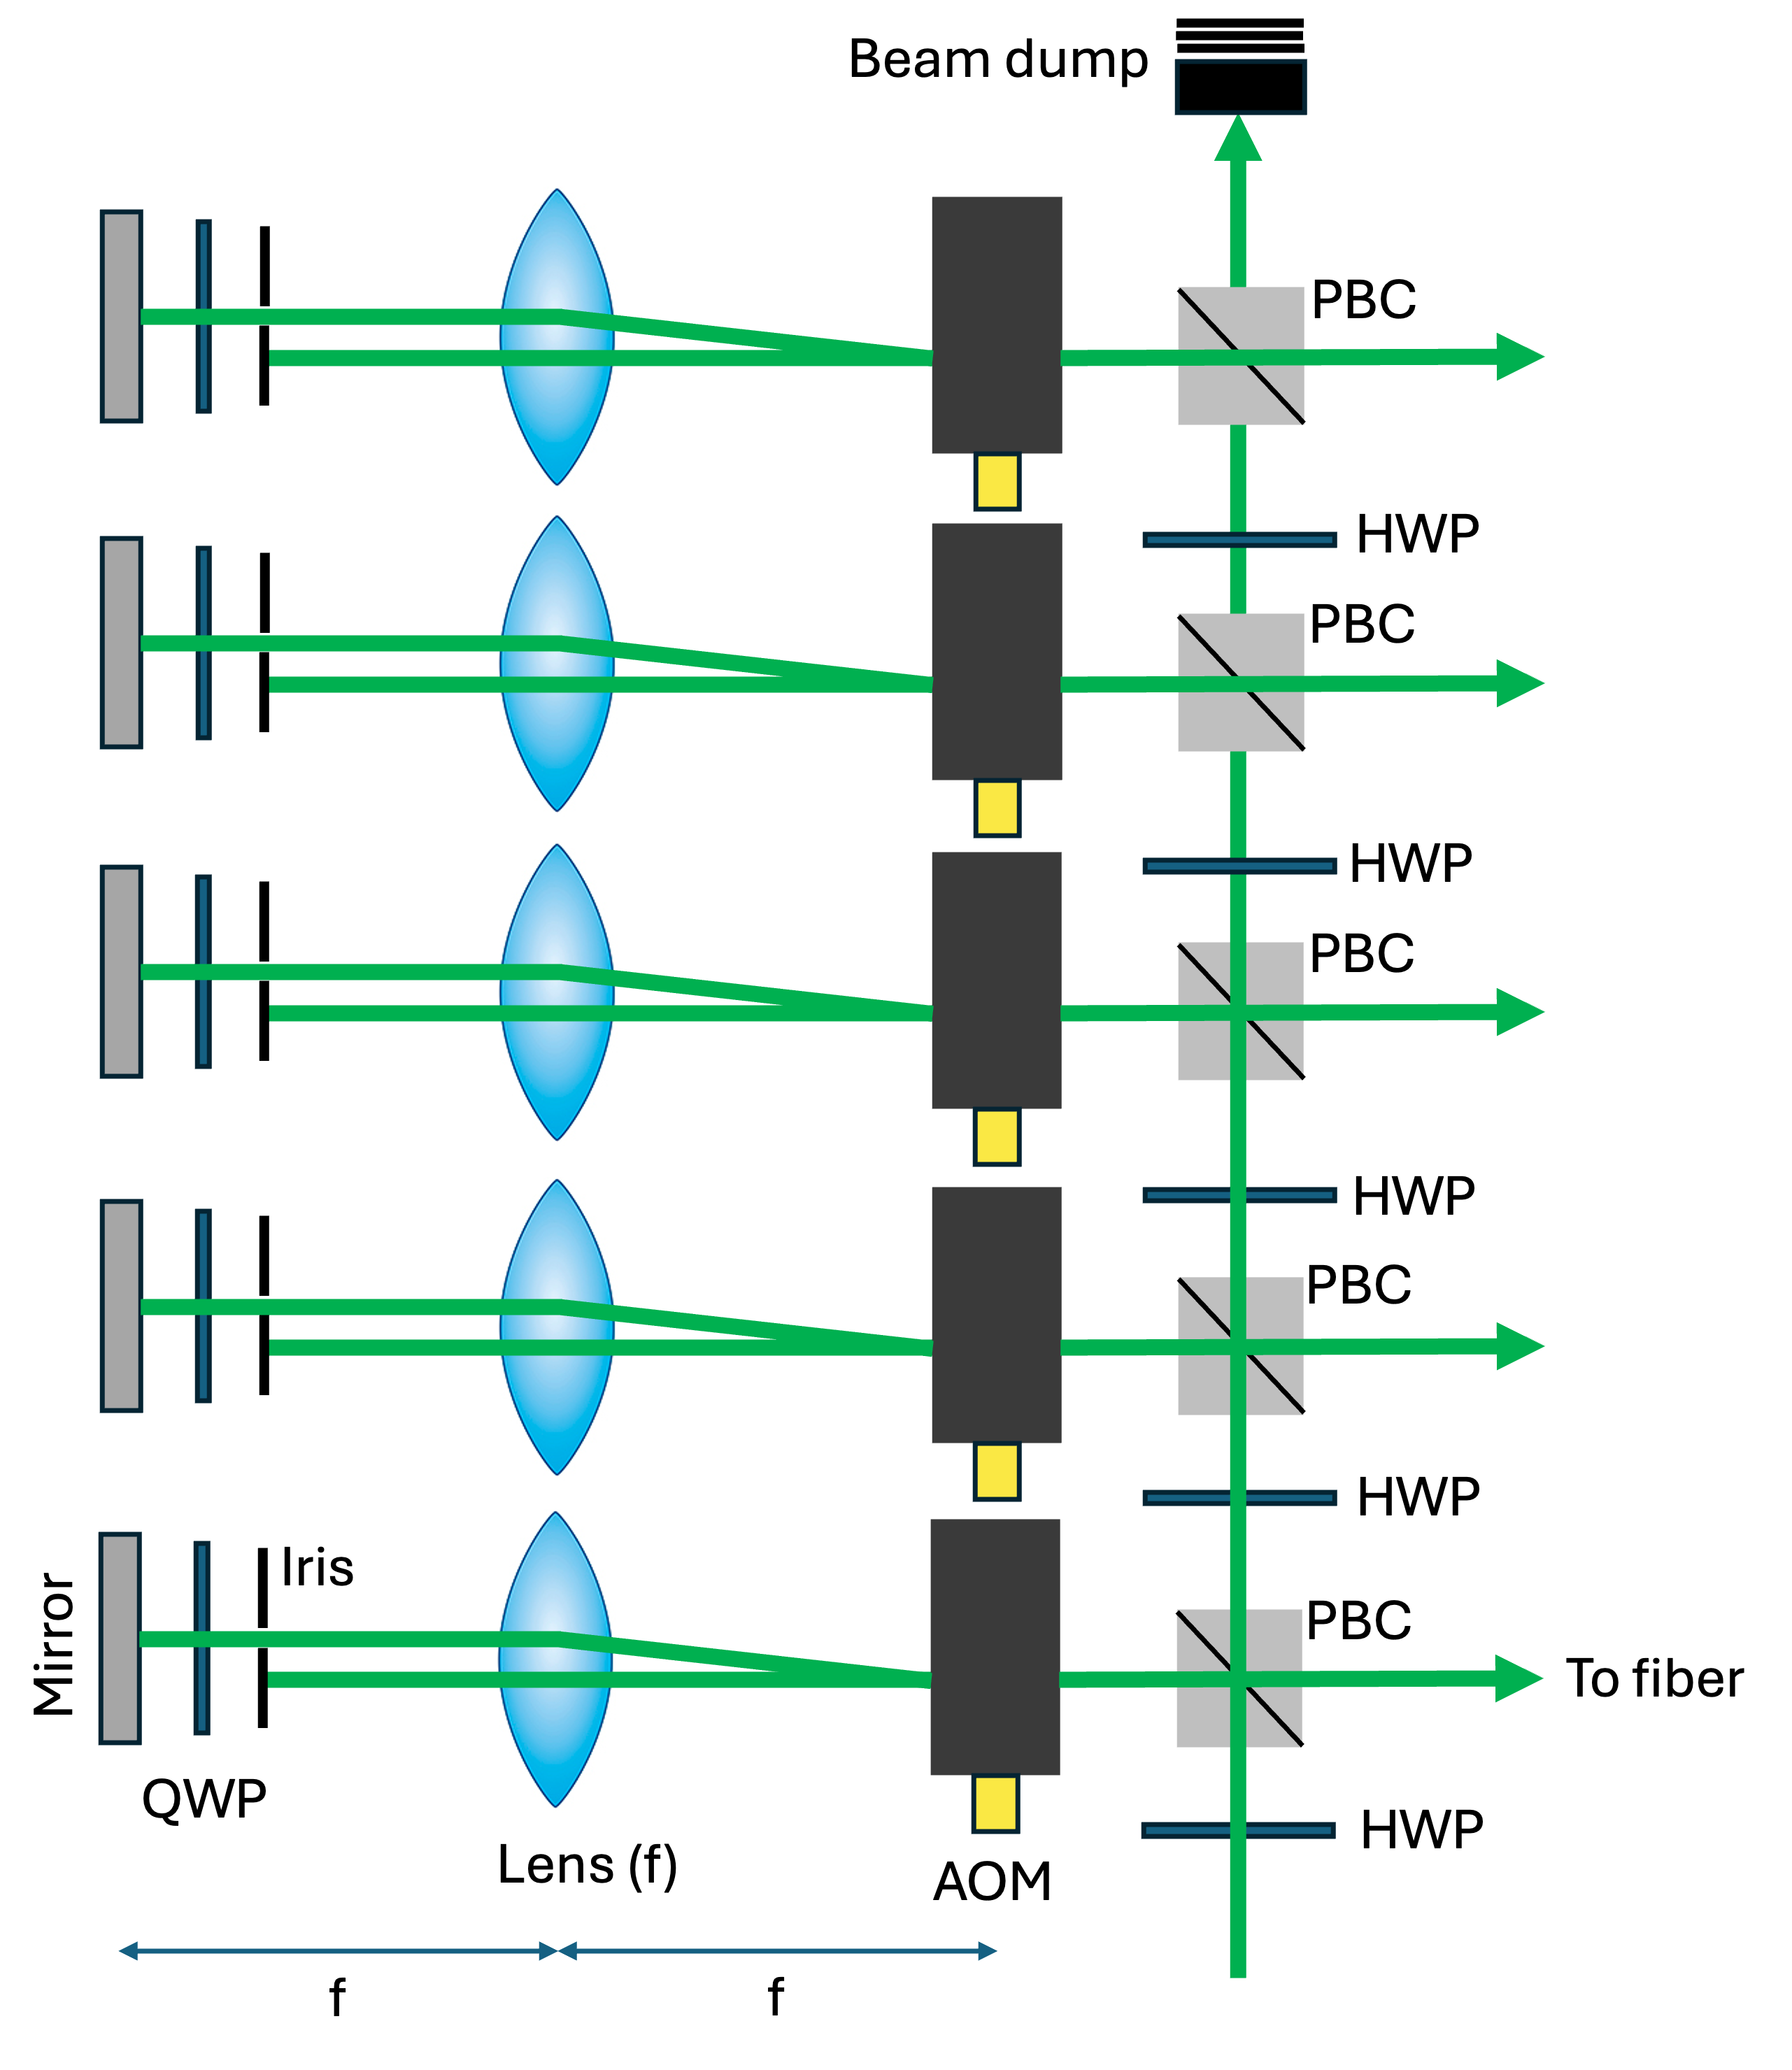 Beam dump
PBC
HWP
PBC
HWP
PBC
HWP
PBC
HWP
Iris
PBC
Mirror
To fiber
QWP
HWP
Lens (f)
AOM
f
f